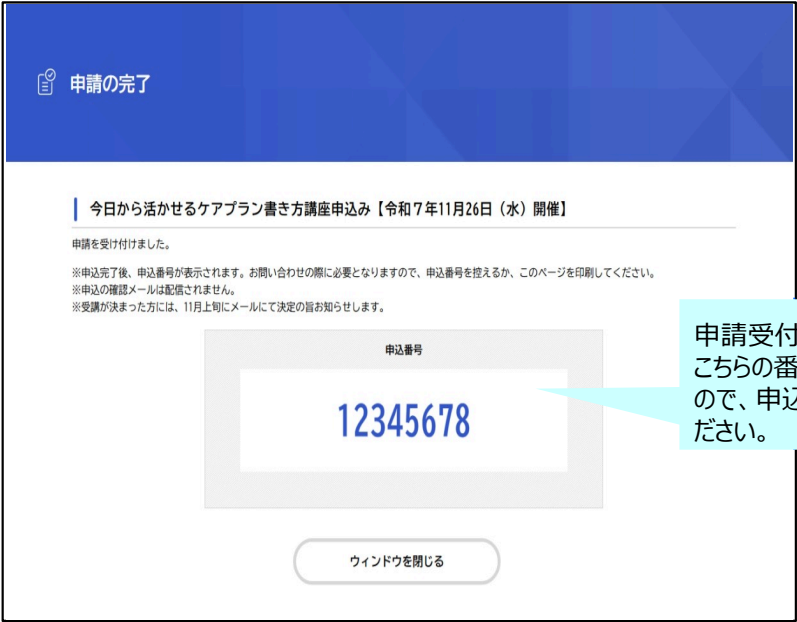 申請の完了
今日から活かせるケアプラン書き方講座申込み【令和７年11月26日（水）開催】
申請を受け付けました。
※申込完了後、申込番号が表示されます。お問い合わせの際に必要となりますので、申込番号を控えるか、このページを印刷してください。
※申込の確認メールは配信されません。
※受講が決まった方には、11月上旬にメールにて決定の旨お知らせします。
申込番号
12345678
申請受付
こちらの番
ので、申込
ださい。
ウィンドウを閉じる